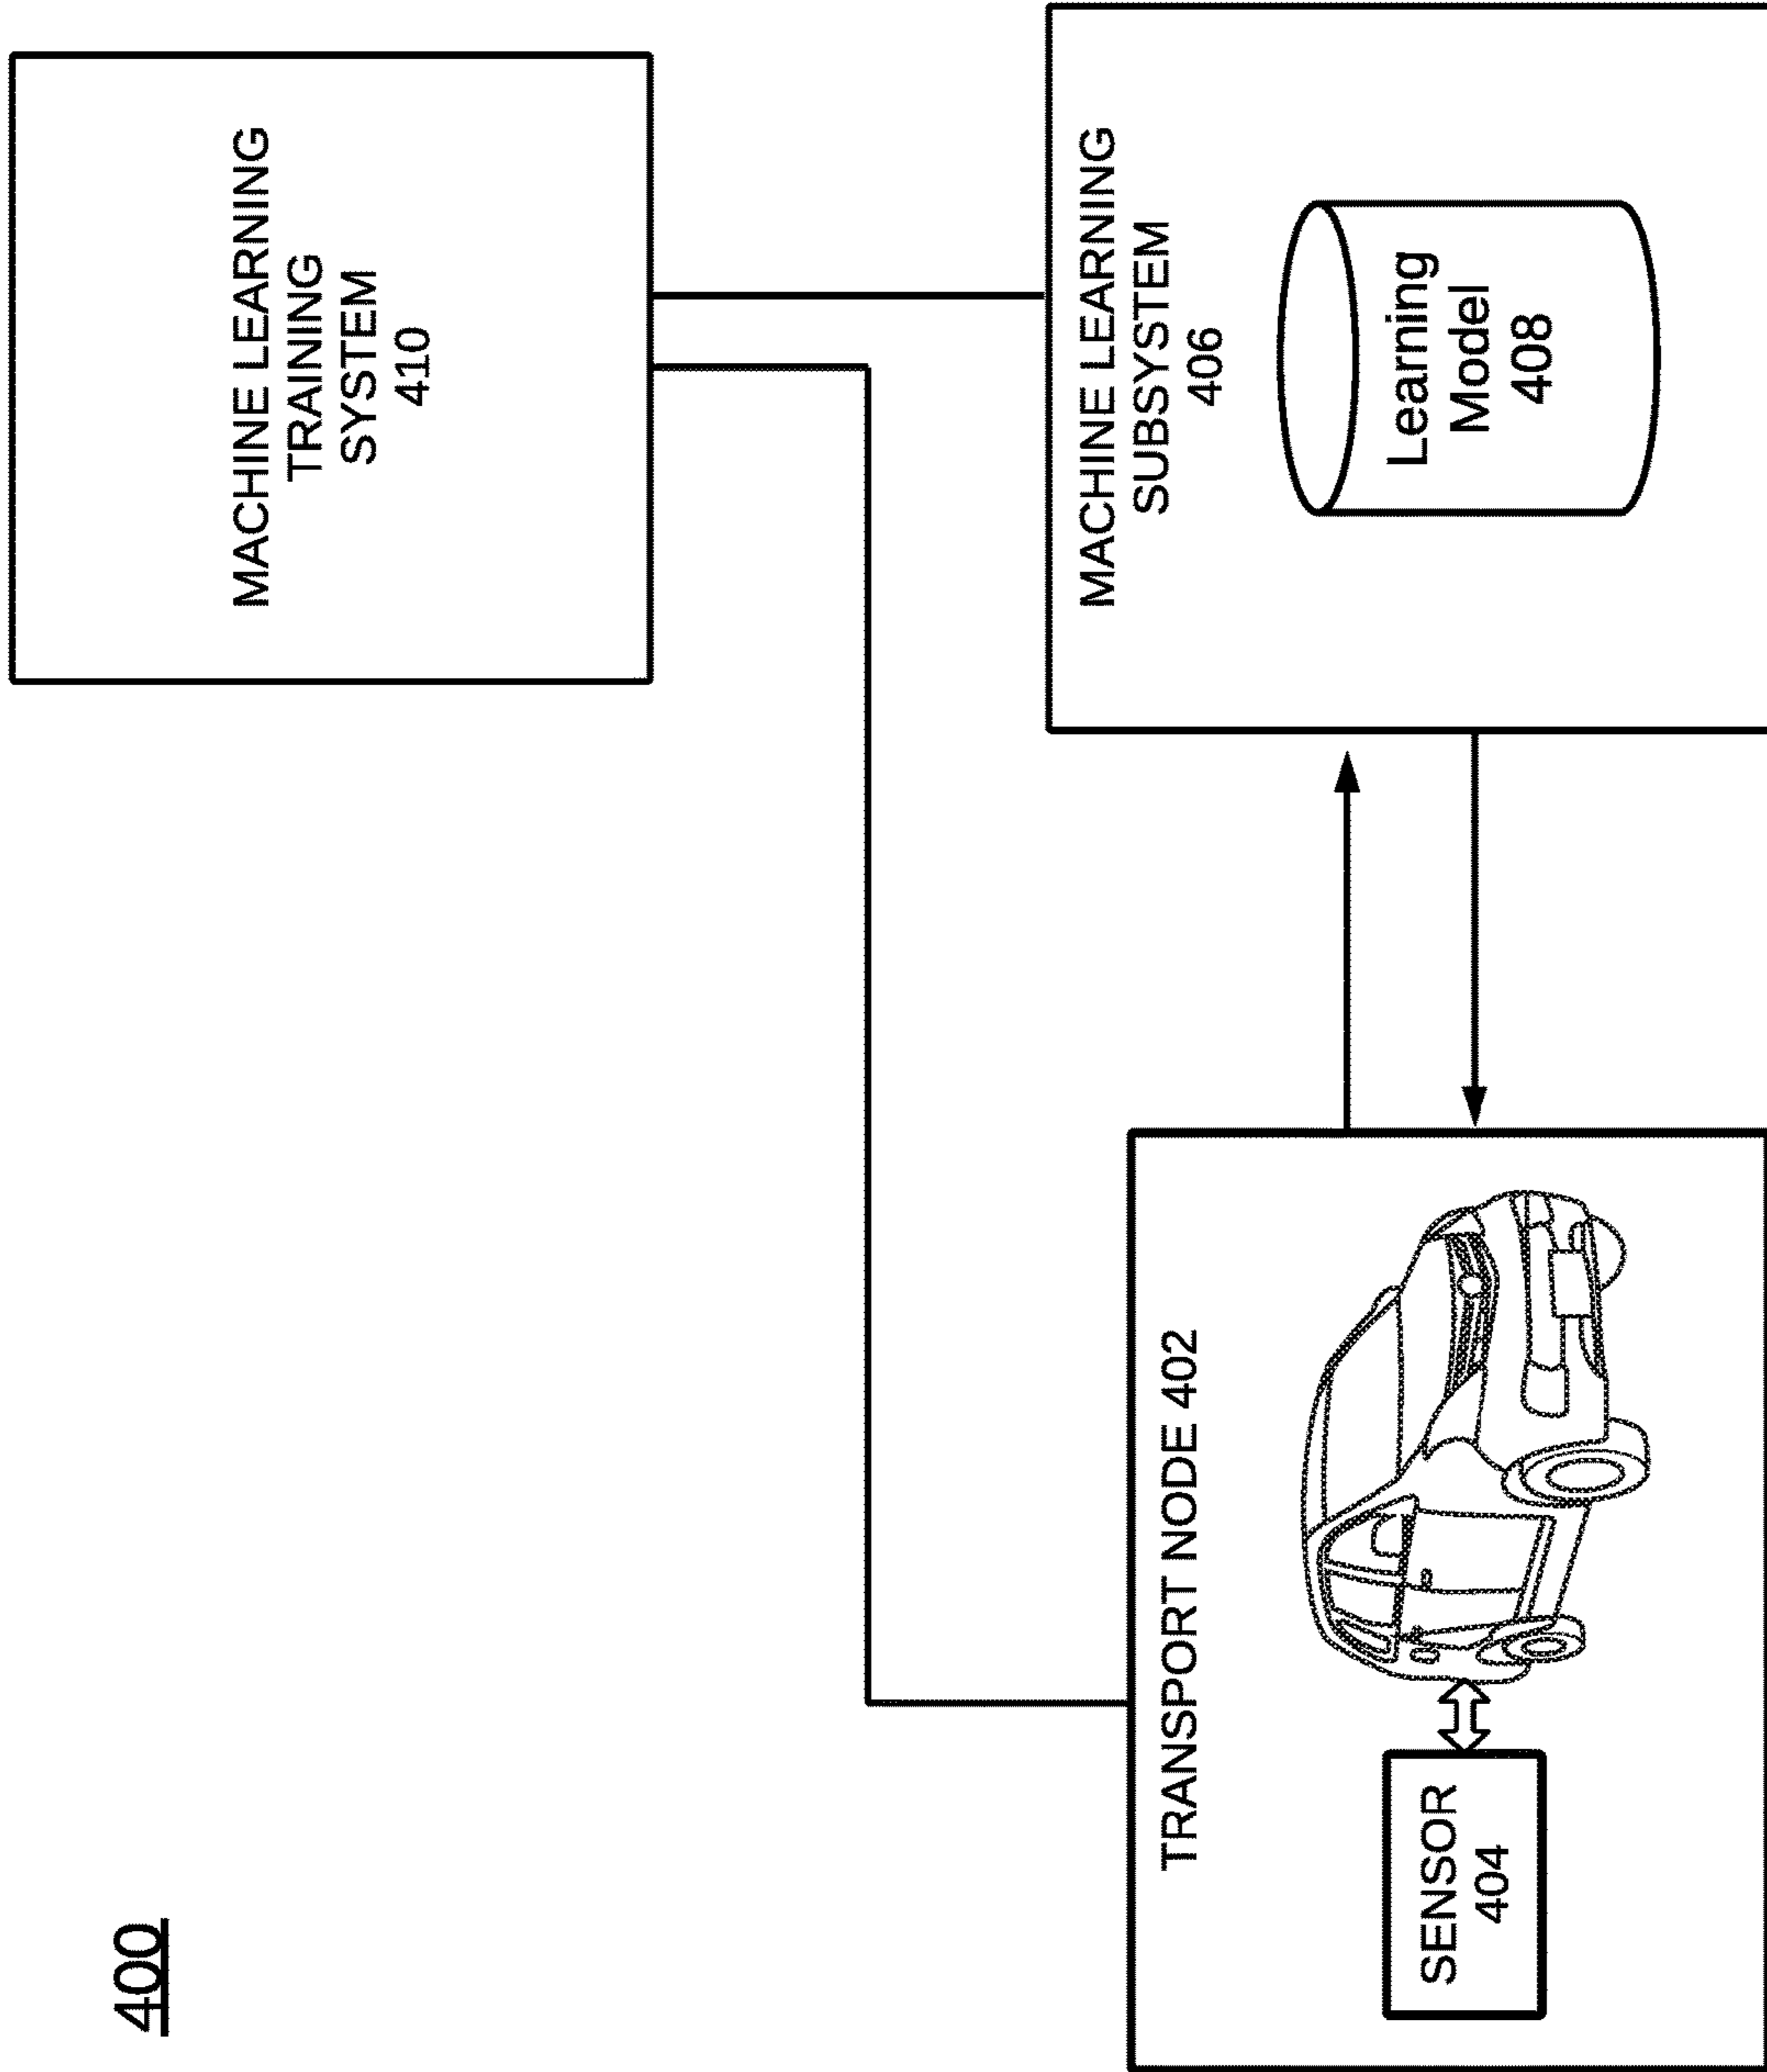 400
MACHINE LEARNING
TRAINING
SYSTEM
410
TRANSPORT NODE 402
SENSOR
404
MACHINE LEARNING
SUBSYSTEM
406
Learning
Model
408